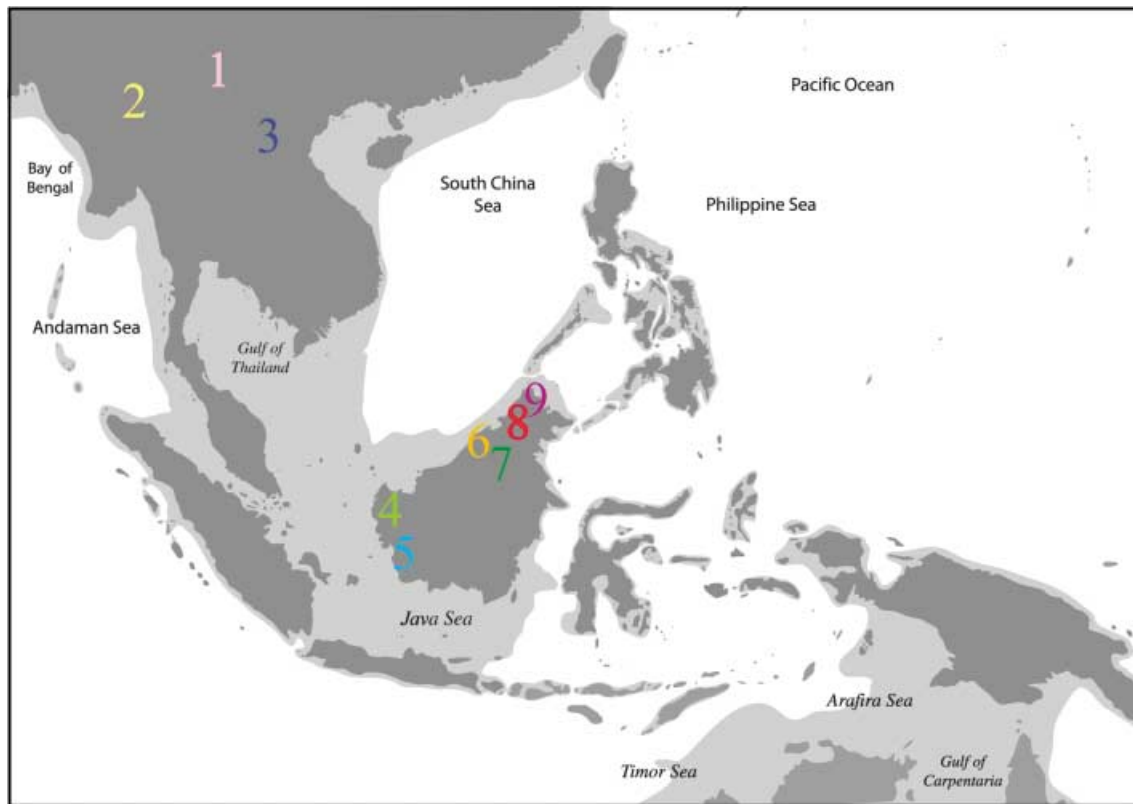 1
Pacific Ocean
2
3
Bay of
Bengal
South China
Sea
Philippine Sea
Andaman Sea
Gulf of
Thailand
9
8
6
7
4
5
Java Sea
Arafira Sea
Timor Sea
Gulf of
Carpentaria